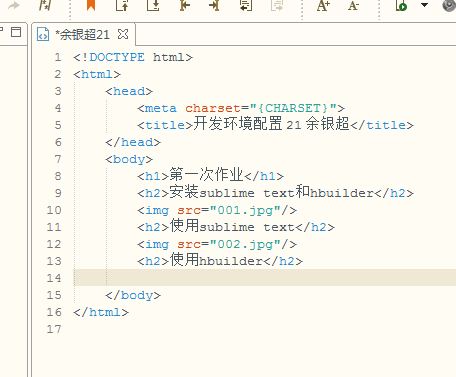 A+ A-
*余银超21
1 <!DOCTYPE html>
2 <html>
3 <head>
4 <meta charset="{CHARSET}">
5 <title>开发环境配置 21 余银超</title>
6 </head>
7 <body>
8 <h1>第一次作业</h1>
9 <h2>安装sublime text和hbuilder</h2>
10 <img src="001.jpg"/>
11 <h2>使用sublime text</h2>
12 <img src="002.jpg"/>
13 <h2>使用hbuilder</h2>
14
15 </body>
16 </html>
17